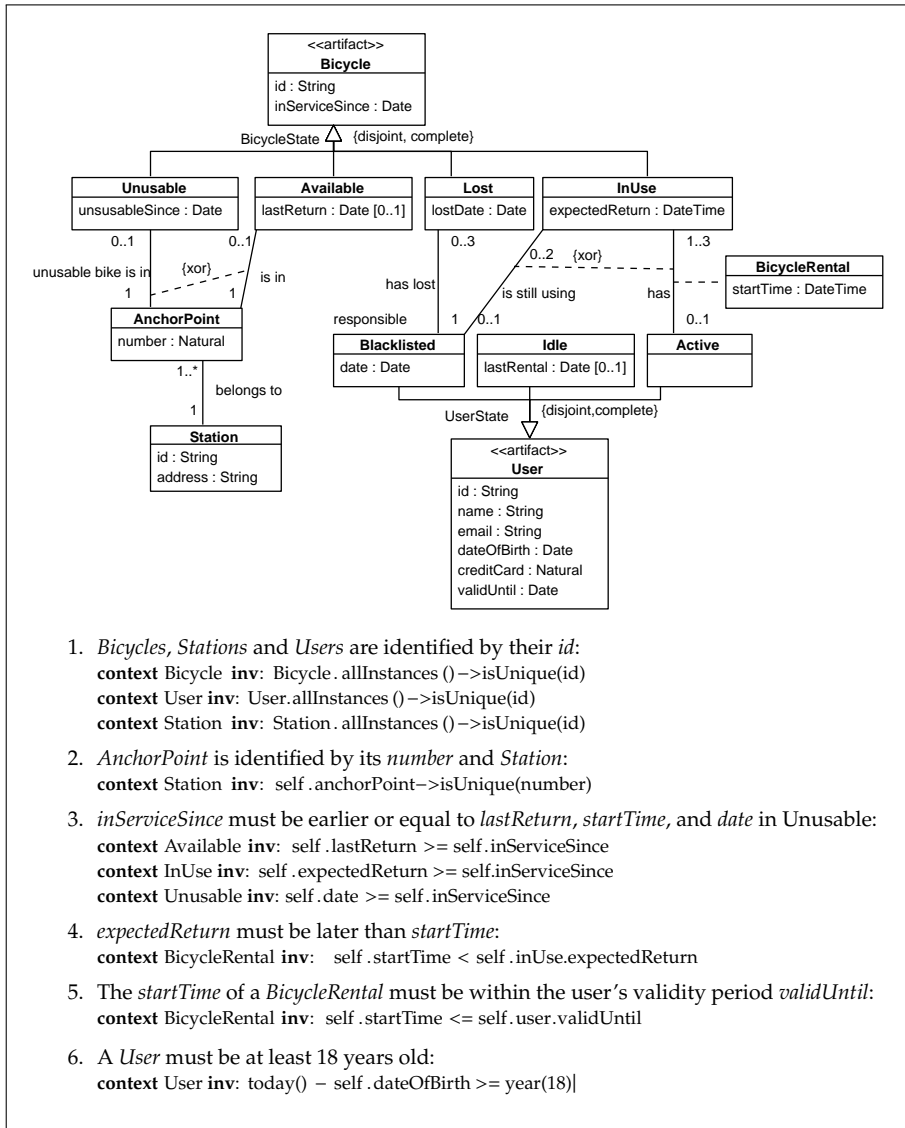 <<artifact>>
Bicycle
id : String
inServiceSince : Date
BicycleState
{disjoint, complete}
Unusable
unsusableSince : Date
Available
lastReturn : Date [0..1]
Lost
lostDate : Date
InUse
expectedReturn : DateTime
0..1
0..1
0..3
0..2
{xor}
1..3
unusable bike is in
{xor}
is in
BicycleRental
startTime : DateTime
has lost
is still using
has
1
1
AnchorPoint
number : Natural
responsible
1
0..1
0..1
Blacklisted
date : Date
Idle
lastRental : Date [0..1]
Active
1..*
belongs to
1
UserState
{disjoint,complete}
Station
id : String
address : String
<<artifact>>
User
id : String
name : String
email : String
dateOfBirth : Date
creditCard : Natural
validUntil : Date
1. Bicycles, Stations and Users are identified by their id:
context Bicycle inv: Bicycle.allInstances()−>isUnique(id)
context User inv: User.allInstances()−>isUnique(id)
context Station inv: Station.allInstances()−>isUnique(id)
2. AnchorPoint is identified by its number and Station:
context Station inv: self.anchorPoint−>isUnique(number)
3. inServiceSince must be earlier or equal to lastReturn, startTime, and date in Unusable:
context Available inv: self.lastReturn >= self.inServiceSince
context InUse inv: self.expectedReturn >= self.inServiceSince
context Unusable inv: self.date >= self.inServiceSince
4. expectedReturn must be later than startTime:
context BicycleRental inv: self.startTime < self.inUse.expectedReturn
5. The startTime of a BicycleRental must be within the user's validity period validUntil:
context BicycleRental inv: self.startTime <= self.user.validUntil
6. A User must be at least 18 years old:
context User inv: today() − self.dateOfBirth >= year(18)|